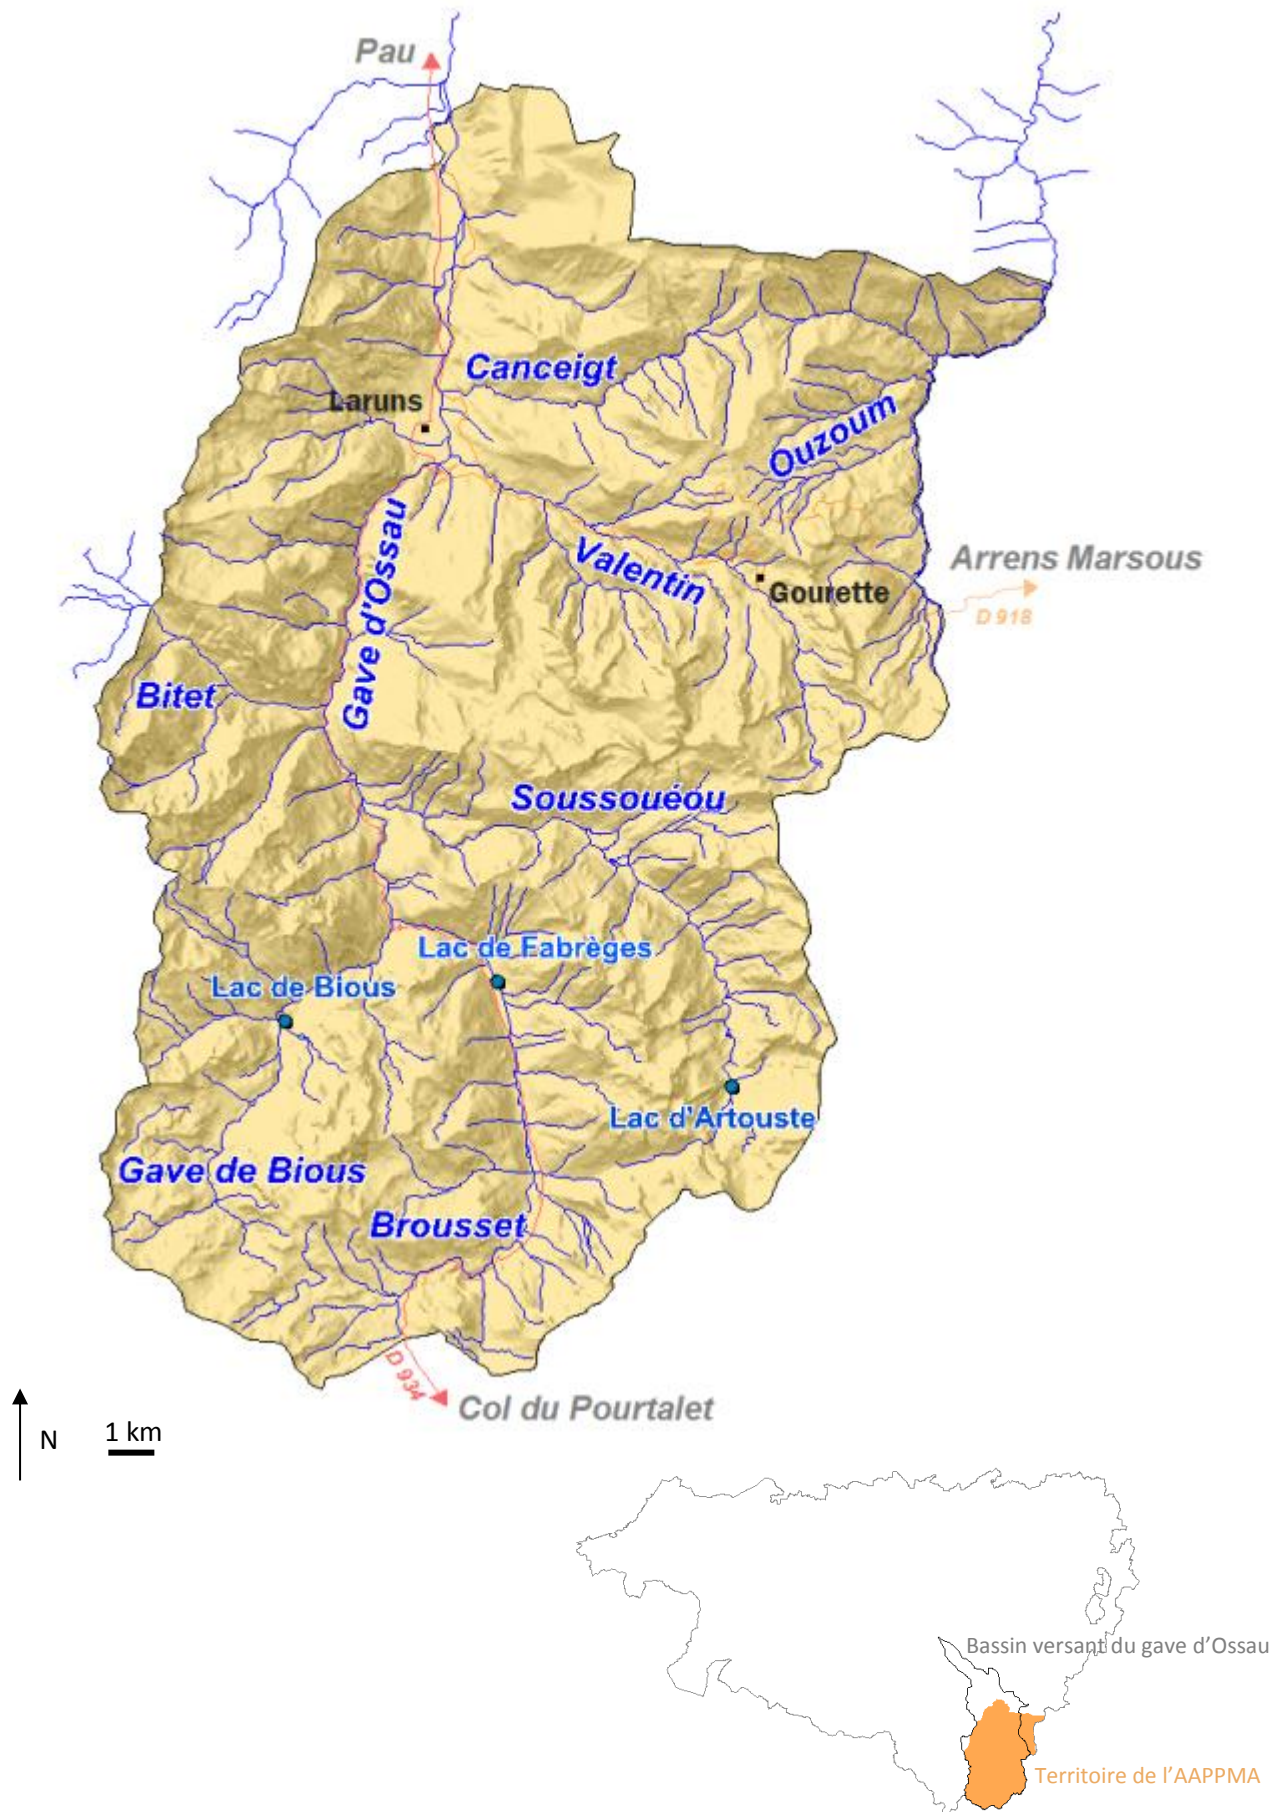 Pau
Canceigt
Laruns
Ouzoum
Gave d'Ossau
Valentin
Arrens Marsous
Gourette
D 918
Bitet
Soussouéou
Lac de Fabrèges
Lac de Bious
Lac d'Artouste
Gave de Bious
Brousset
D 934
Col du Pourtalet
N
1 km
Bassin versant du gave d’Ossau
Territoire de l’AAPPMA